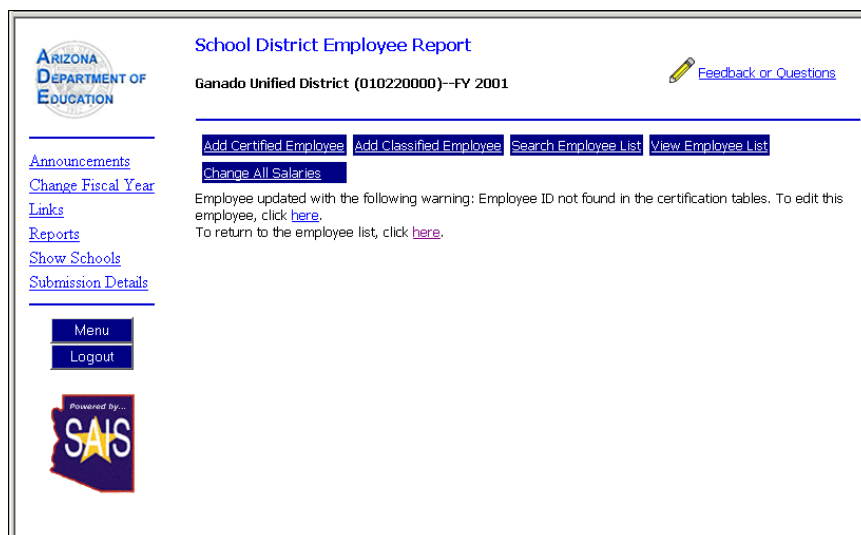 ARIZONA
DEPARTMENT OF
EDUCATION
School District Employee Report
Ganado Unified District (010220000)--FY 2001
Feedback or Questions
Announcements
Change Fiscal Year
Links
Reports
Show Schools
Submission Details
Menu
Logout
Powered by...
SAIS
Add Certified Employee Add Classified Employee Search Employee List View Employee List
Change All Salaries
Employee updated with the following warning: Employee ID not found in the certification tables. To edit this
employee, click here.
To return to the employee list, click here.